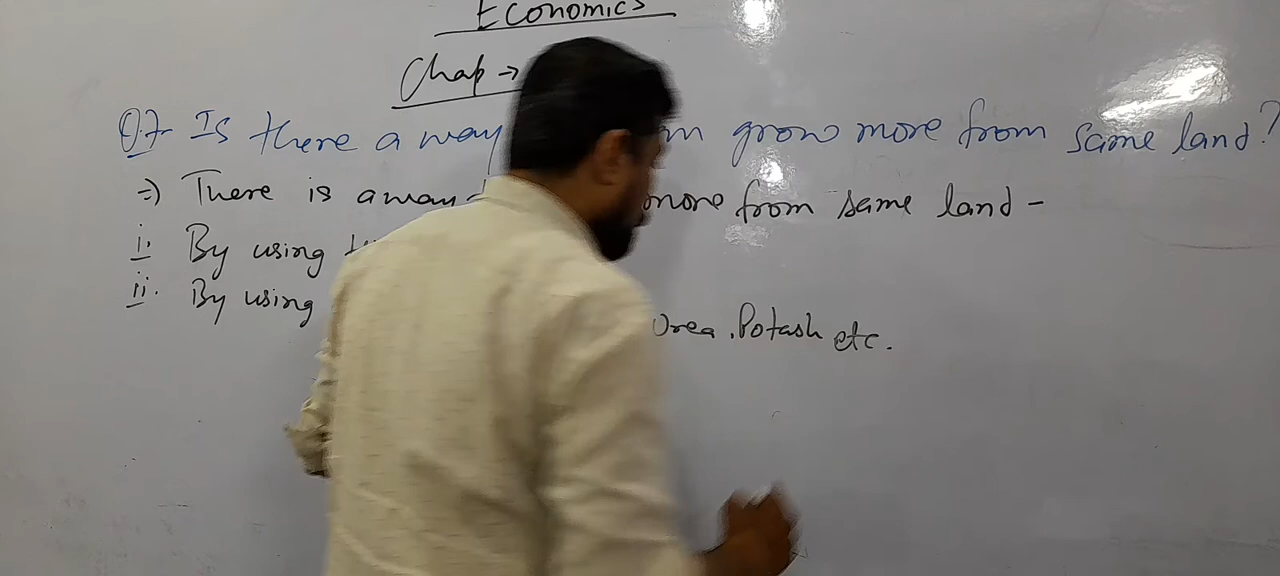 Economics
Chap →
Q7- Is there a way grow more from same land?
⇒ There is a way more from same land -
i. By using
ii. By using Urea, Potash etc.